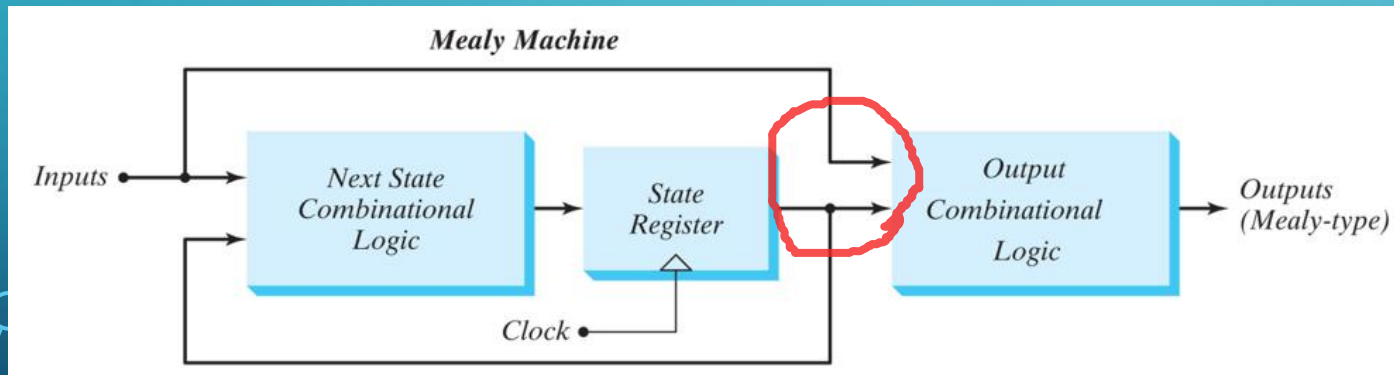 Mealy Machine
Inputs
Next State
Combinational
Logic
State
Register
Output
Combinational
Logic
Outputs
(Mealy-type)
Clock